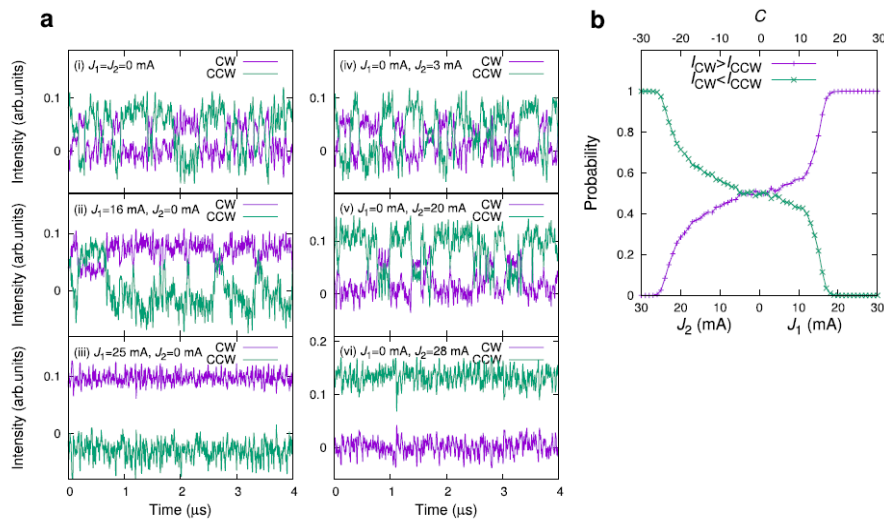 a
b
(i) J1=J2=0 mA
CW
CCW
(iv) J1=0 mA, J2=3 mA
CW
CCW
Intensity (arb.units)
0.1
0
(ii) J1=16 mA, J2=0 mA
CW
CCW
(v) J1=0 mA, J2=20 mA
CW
CCW
Intensity (arb.units)
0.1
0
0.1
0
(iii) J1=25 mA, J2=0 mA
CW
CCW
(vi) J1=0 mA, J2=28 mA
CW
CCW
Intensity (arb.units)
0.1
0
0.2
0.1
0
0 1 2 3 4
0 1 2 3 4
Time (μs)
Time (μs)
C
-30 -20 -10 0 10 20 30
ICW>ICCW
ICW<ICCW
Probability
1
0.8
0.6
0.4
0.2
0
30 20 10 0 10 20 30
J2 (mA)
J1 (mA)